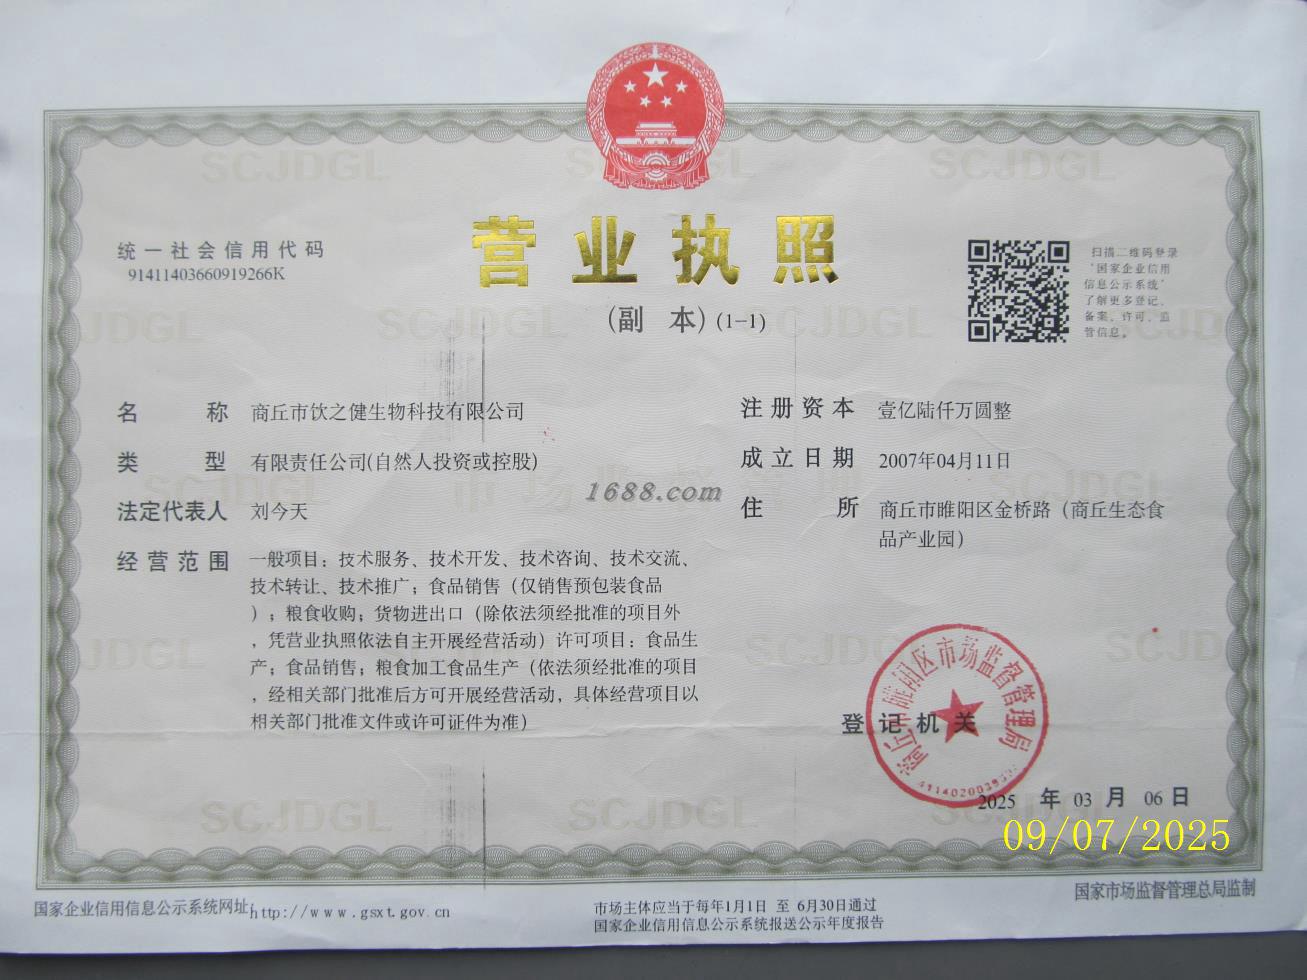 营业执照
(副 本)(1-1)
统一社会信用代码
91411403660919266K
扫描二维码登录
“国家企业信用
信息公示系统”
了解更多登记、
备案、许可、监
管信息。
名 称 商丘市饮之健生物科技有限公司
类 型 有限责任公司(自然人投资或控股)
法定代表人 刘今天
经营范围 一般项目：技术服务、技术开发、技术咨询、技术交流、
技术转让、技术推广；食品销售（仅销售预包装食品
）；粮食收购；货物进出口（除依法须经批准的项目外
，凭营业执照依法自主开展经营活动）许可项目：食品生
产；食品销售；粮食加工食品生产（依法须经批准的项目
，经相关部门批准后方可开展经营活动，具体经营项目以
相关部门批准文件或许可证件为准）
注册资本 壹亿陆仟万圆整
成立日期 2007年04月11日
住 所 商丘市睢阳区金桥路（商丘生态食
品产业园）
1688.com
登记机关
商丘市睢阳区市场监督管理局
2025 年 03 月 06 日
09/07/2025
国家企业信用信息公示系统网址:http://www.gsxt.gov.cn
市场主体应当于每年1月1日 至 6月30日通过
国家企业信用信息公示系统报送公示年度报告
国家市场监督管理总局监制